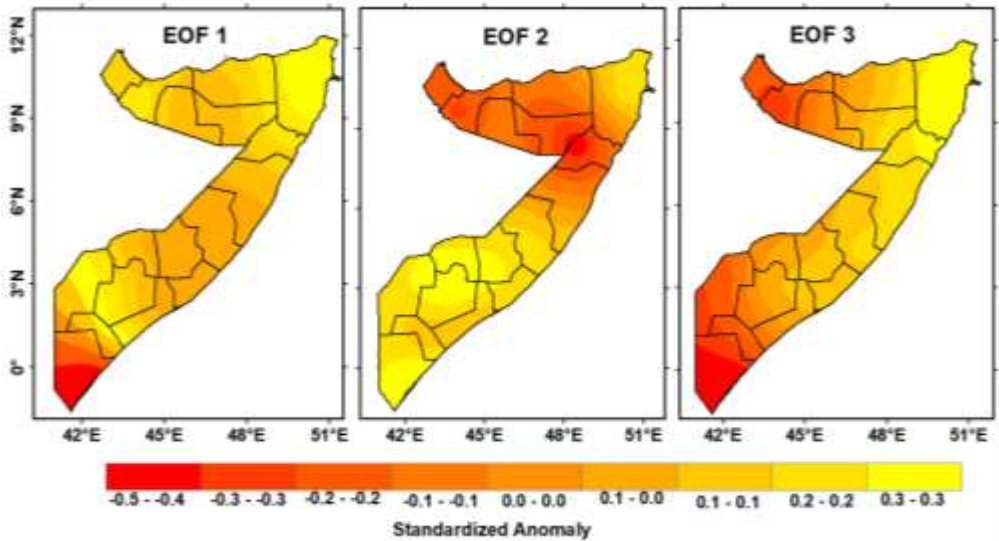 EOF 1
EOF 2
EOF 3
12°N
9°N
6°N
3°N
0°
42°E 45°E 48°E 51°E
42°E 45°E 48°E 51°E
42°E 45°E 48°E 51°E
-0.5 - -0.4 -0.3 - -0.3 -0.2 - -0.2 -0.1 - -0.1 0.0 - 0.0 0.1 - 0.0 0.1 - 0.1 0.2 - 0.2 0.3 - 0.3
Standardized Anomaly